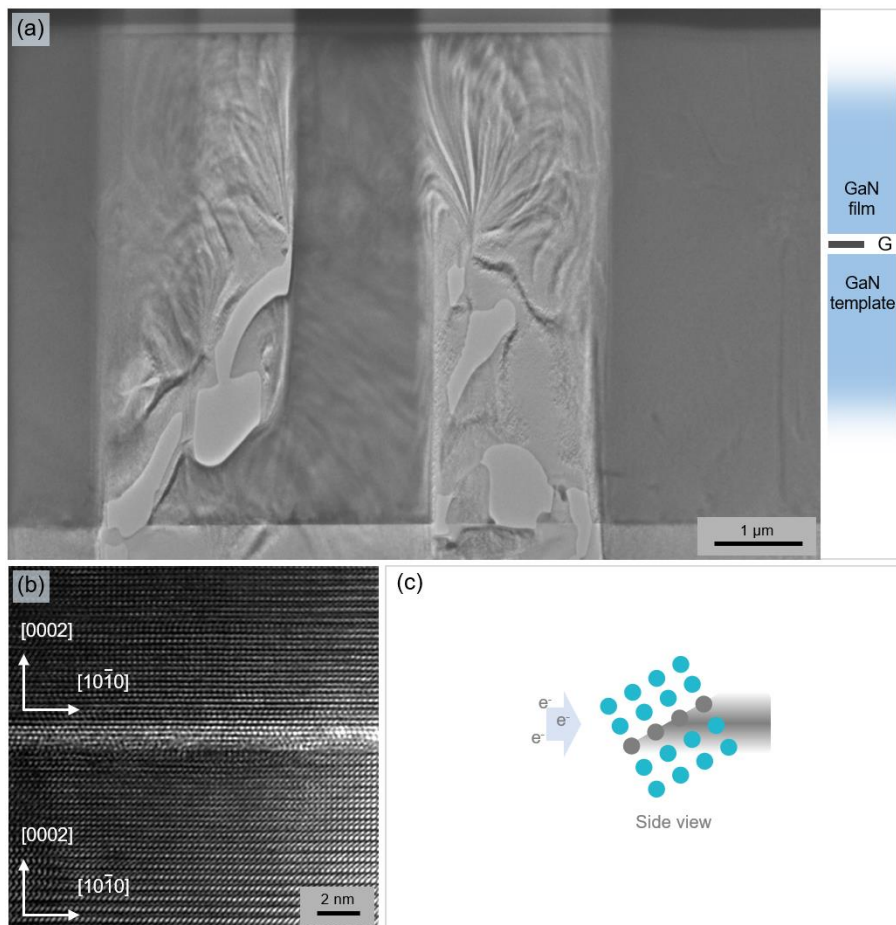 (a)
GaN
film
G
GaN
template
1 μm
(b)
[0002]
[101̄0]
[0002]
[101̄0]
2 nm
(c)
e⁻
e⁻
e⁻
Side view